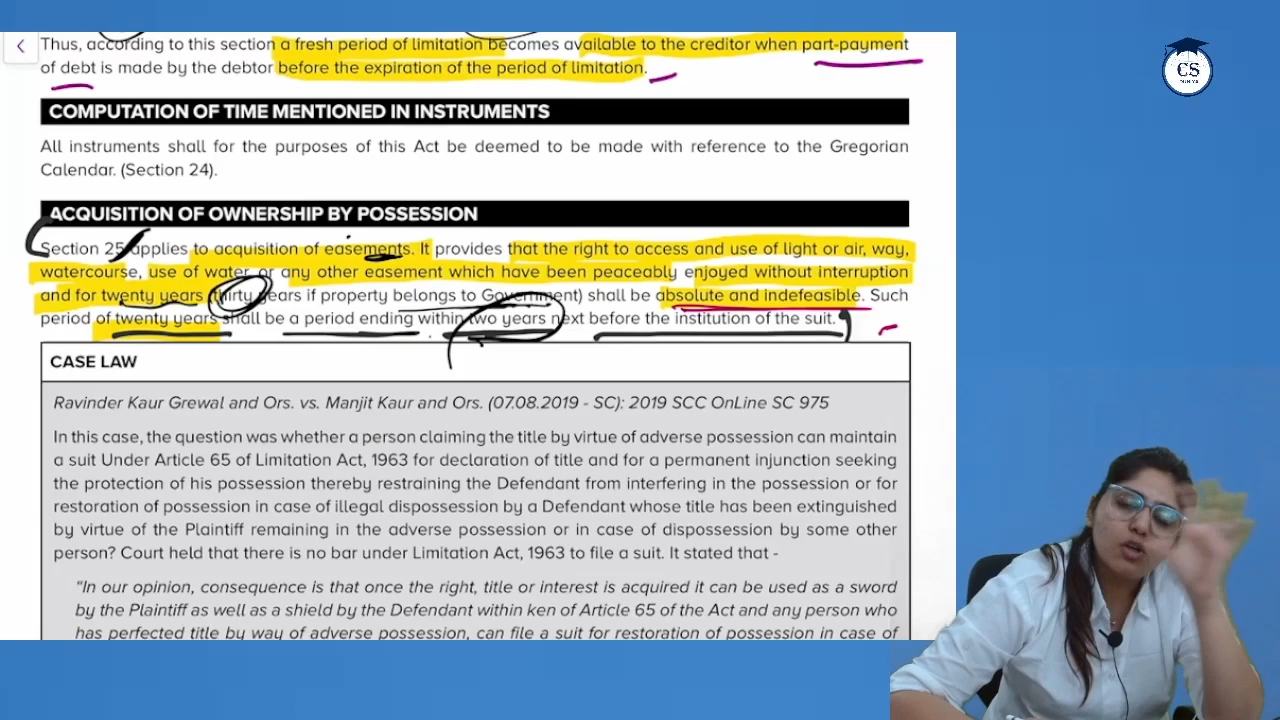 Thus, according to this section a fresh period of limitation becomes available to the creditor when part-payment
of debt is made by the debtor before the expiration of the period of limitation.
CS
COMPUTATION OF TIME MENTIONED IN INSTRUMENTS
All instruments shall for the purposes of this Act be deemed to be made with reference to the Gregorian
Calendar. (Section 24).
ACQUISITION OF OWNERSHIP BY POSSESSION
Section 25 applies to acquisition of easements. It provides that the right to access and use of light or air, way,
watercourse, use of water or any other easement which have been peaceably enjoyed without interruption
and for twenty years (thirty years if property belongs to Government) shall be absolute and indefeasible. Such
period of twenty years shall be a period ending within two years next before the institution of the suit.
CASE LAW
Ravinder Kaur Grewal and Ors. vs. Manjit Kaur and Ors. (07.08.2019 - SC): 2019 SCC OnLine SC 975
In this case, the question was whether a person claiming the title by virtue of adverse possession can maintain
a suit Under Article 65 of Limitation Act, 1963 for declaration of title and for a permanent injunction seeking
the protection of his possession thereby restraining the Defendant from interfering in the possession or for
restoration of possession in case of illegal dispossession by a Defendant whose title has been extinguished
by virtue of the Plaintiff remaining in the adverse possession or in case of dispossession by some other
person? Court held that there is no bar under Limitation Act, 1963 to file a suit. It stated that -
"In our opinion, consequence is that once the right, title or interest is acquired it can be used as a sword
by the Plaintiff as well as a shield by the Defendant within ken of Article 65 of the Act and any person who
has perfected title by way of adverse possession, can file a suit for restoration of possession in case of